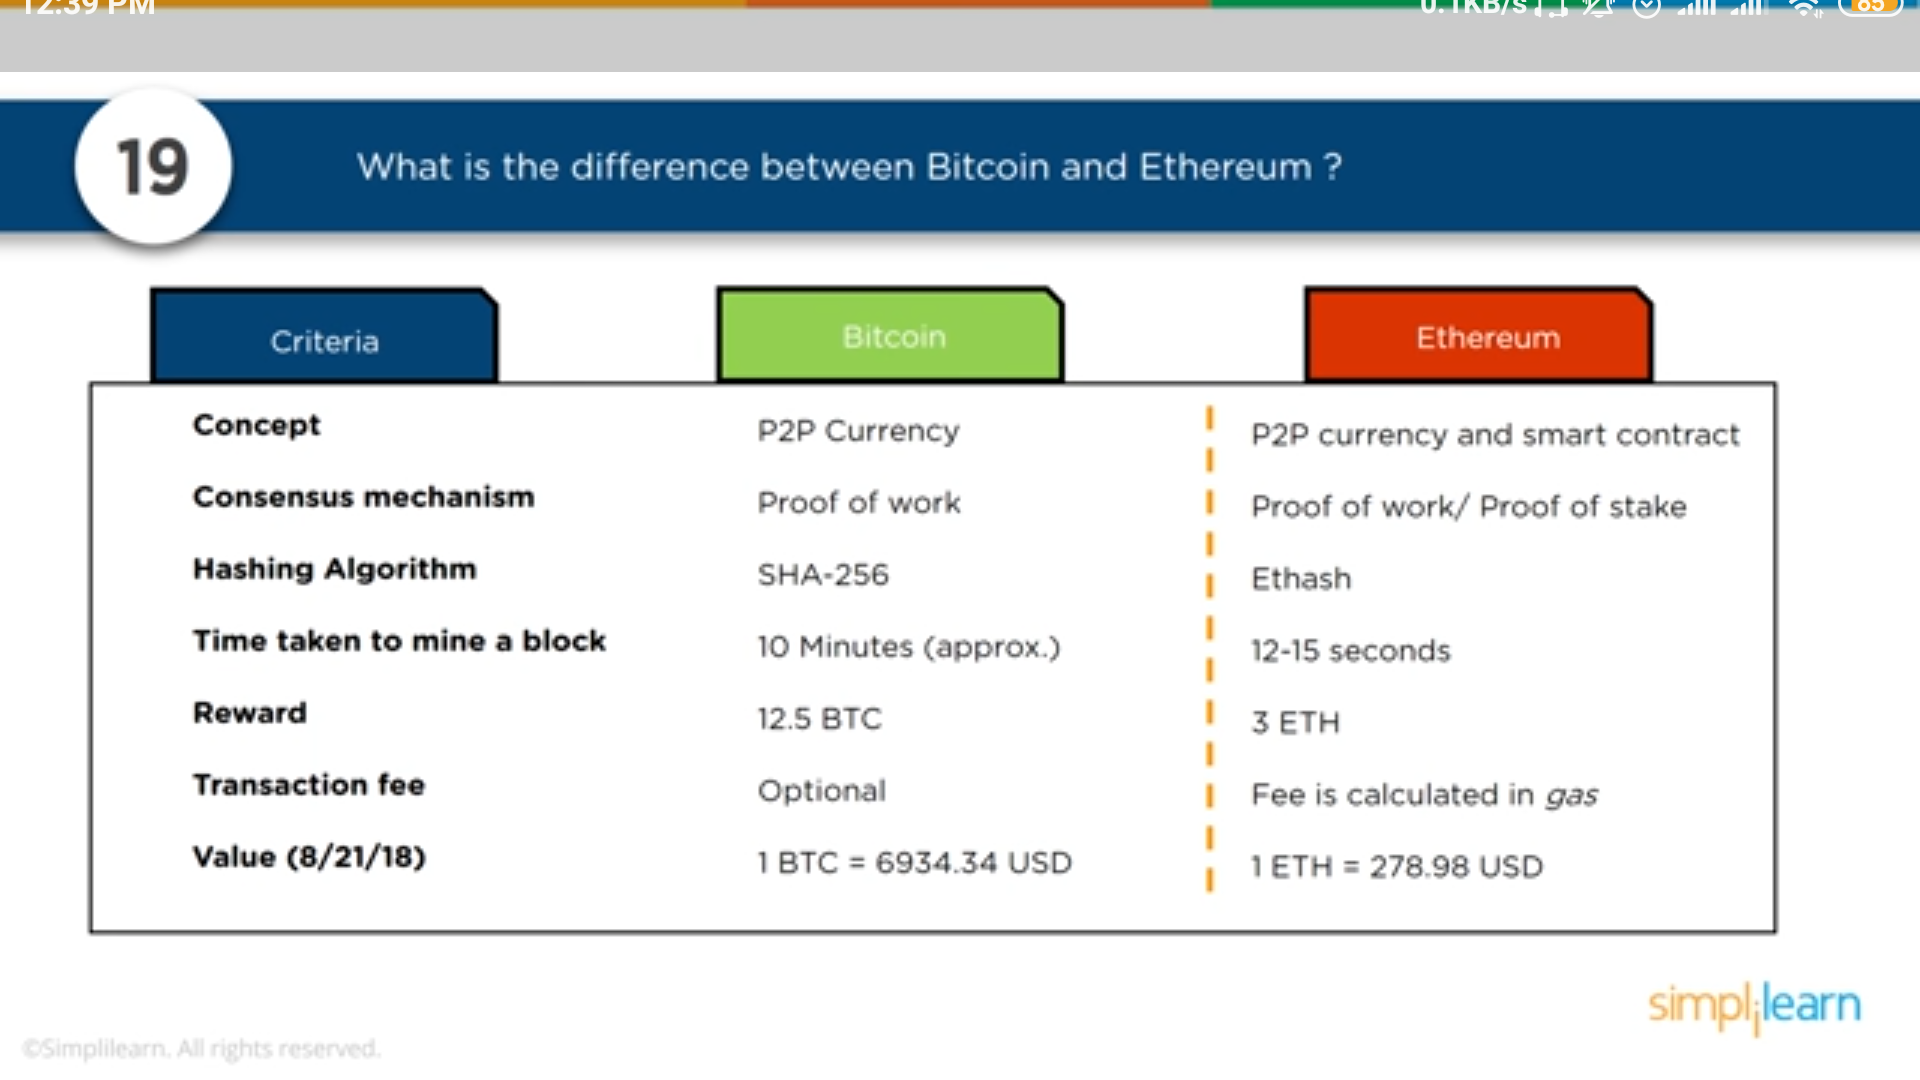 12:39 PM 0.1KB/s 85
19
What is the difference between Bitcoin and Ethereum ?
Criteria Bitcoin Ethereum
Concept P2P Currency P2P currency and smart contract
Consensus mechanism Proof of work Proof of work/ Proof of stake
Hashing Algorithm SHA-256 Ethash
Time taken to mine a block 10 Minutes (approx.) 12-15 seconds
Reward 12.5 BTC 3 ETH
Transaction fee Optional Fee is calculated in gas
Value (8/21/18) 1 BTC = 6934.34 USD 1 ETH = 278.98 USD
simplilearn
©Simplilearn. All rights reserved.